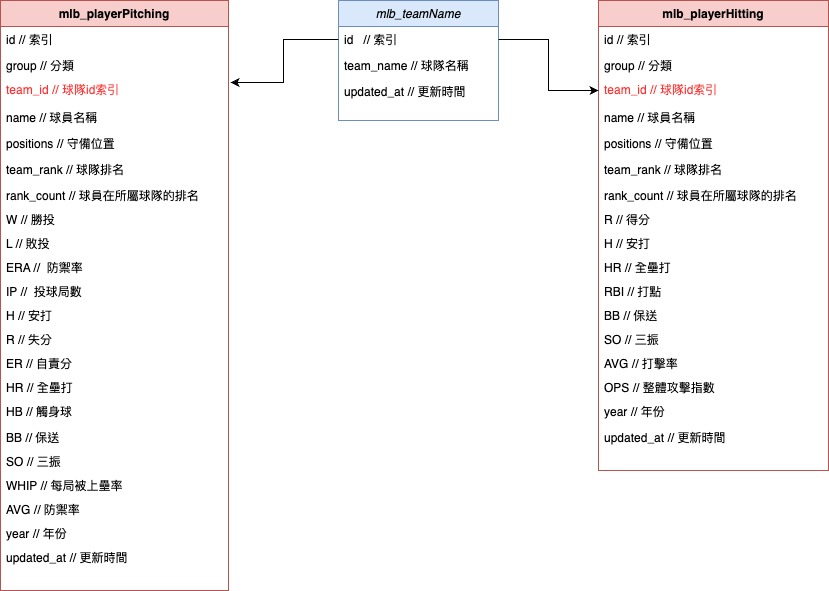 mlb_playerPitching
id // 索引
group // 分類
team_id // 球隊id索引
name // 球員名稱
positions // 守備位置
team_rank // 球隊排名
rank_count // 球員在所屬球隊的排名
W // 勝投
L // 敗投
ERA // 防禦率
IP // 投球局數
H // 安打
R // 失分
ER // 自責分
HR // 全壘打
HB // 觸身球
BB // 保送
SO // 三振
WHIP // 每局被上壘率
AVG // 防禦率
year // 年份
updated_at // 更新時間
mlb_teamName
id // 索引
team_name // 球隊名稱
updated_at // 更新時間
mlb_playerHitting
id // 索引
group // 分類
team_id // 球隊id索引
name // 球員名稱
positions // 守備位置
team_rank // 球隊排名
rank_count // 球員在所屬球隊的排名
R // 得分
H // 安打
HR // 全壘打
RBI // 打點
BB // 保送
SO // 三振
AVG // 打擊率
OPS // 整體攻擊指數
year // 年份
updated_at // 更新時間